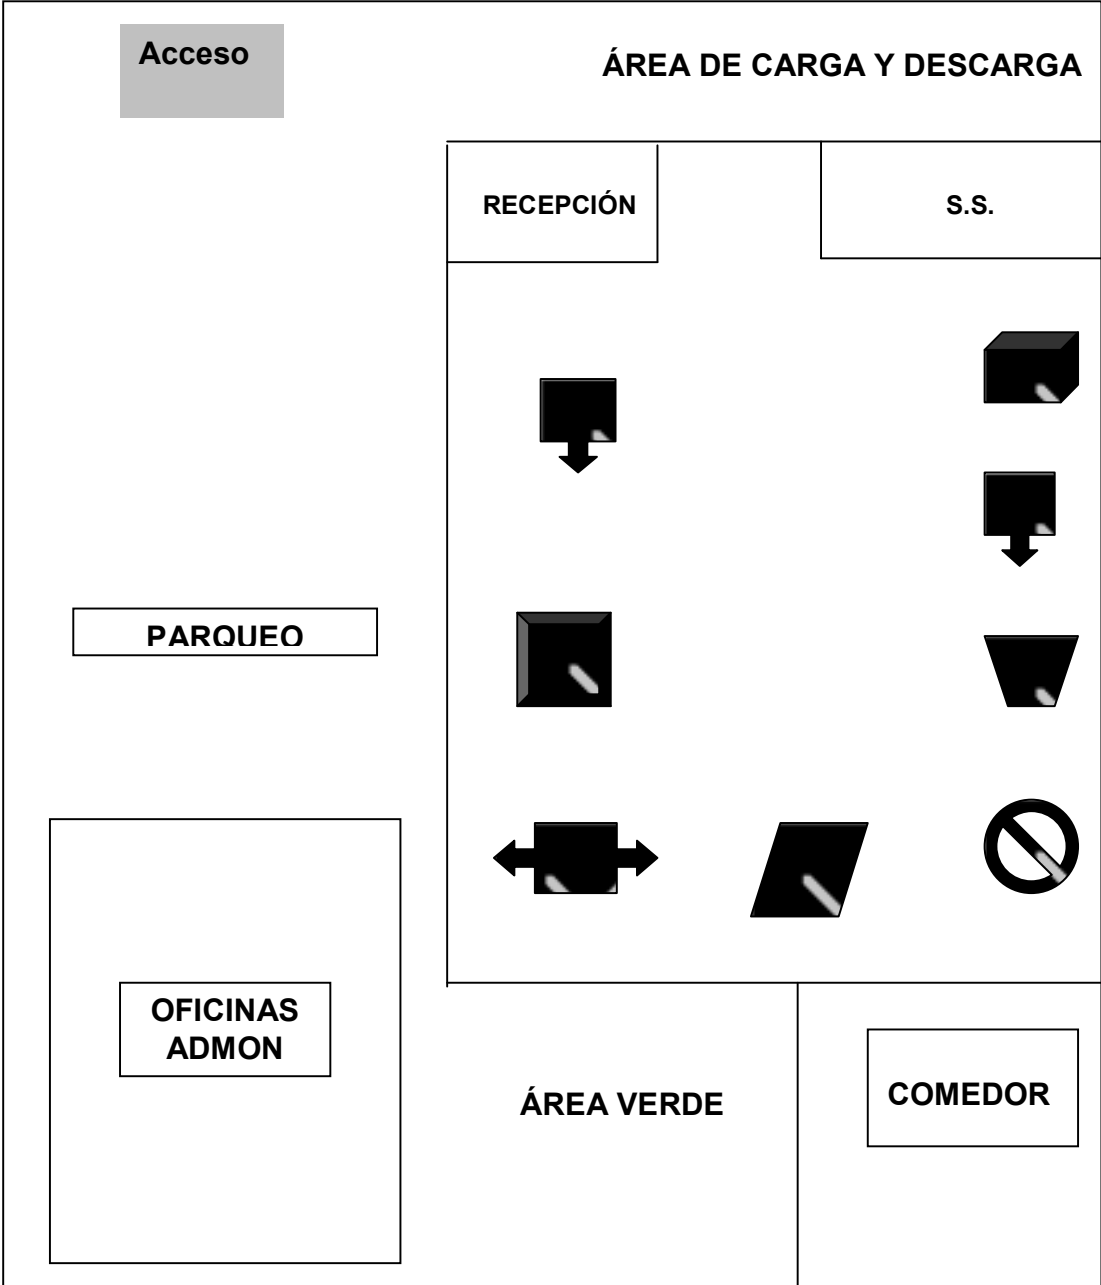 Acceso
ÁREA DE CARGA Y DESCARGA
RECEPCIÓN
S.S.
PARQUEO
OFICINAS
ADMON
ÁREA VERDE
COMEDOR